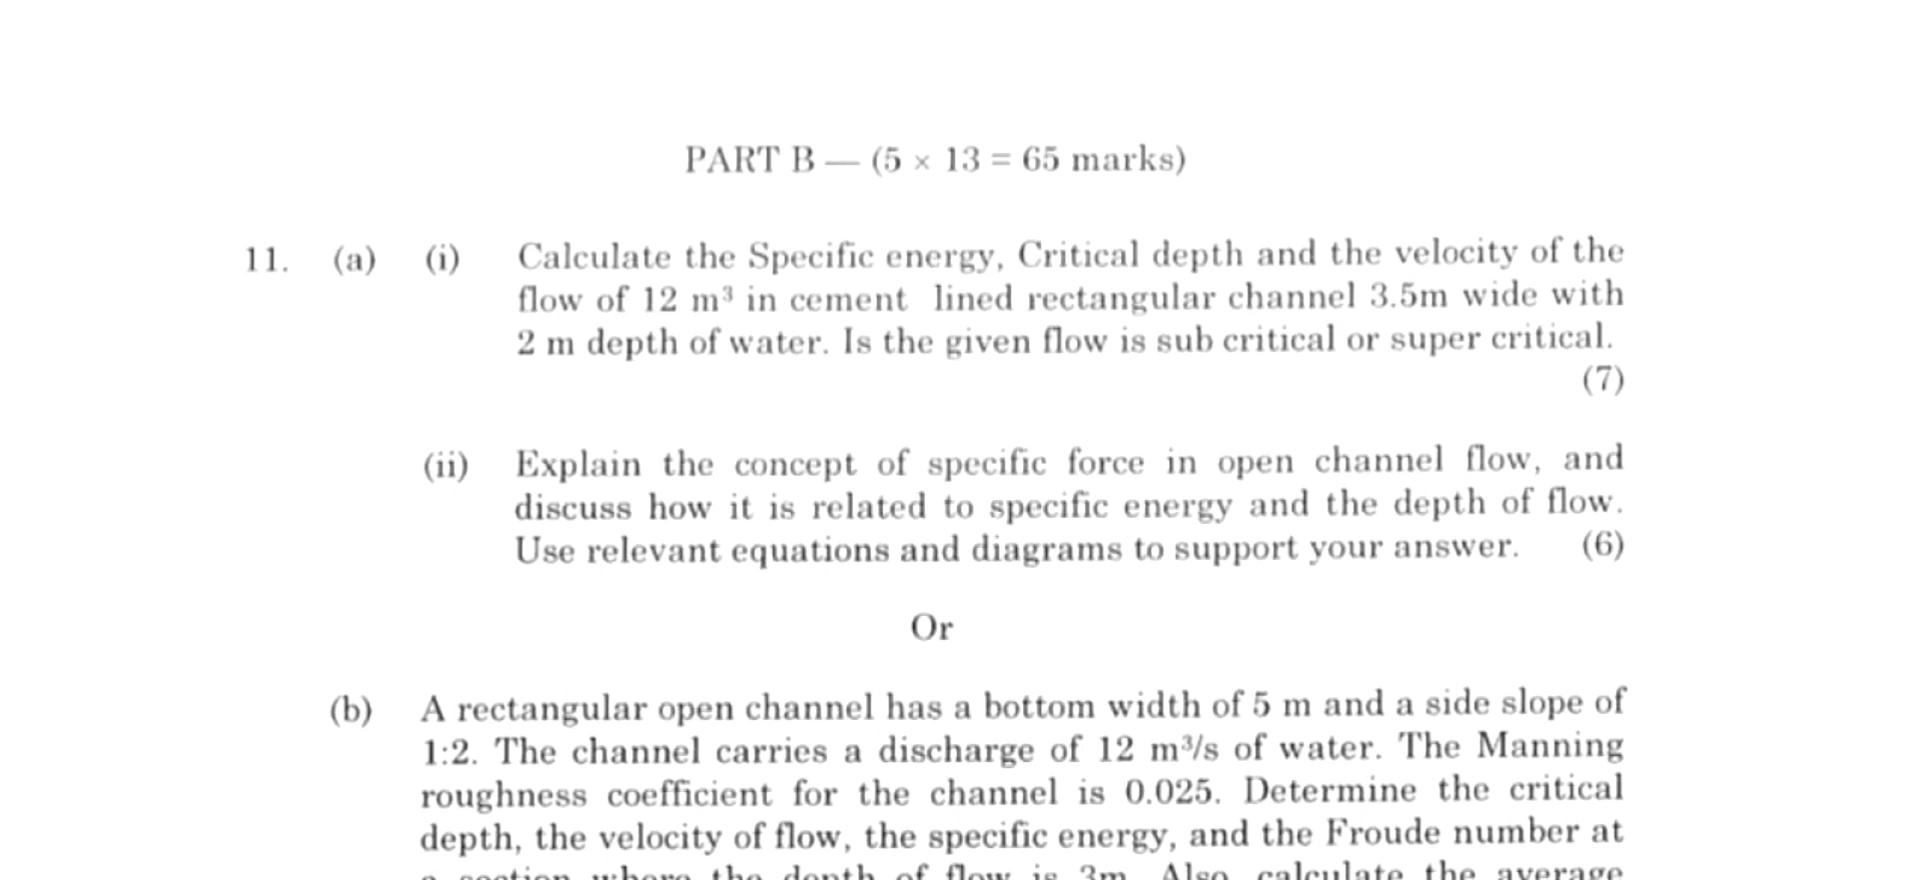 PART B — (5 × 13 = 65 marks)
11. (a) (i) Calculate the Specific energy, Critical depth and the velocity of the
flow of 12 m³ in cement lined rectangular channel 3.5m wide with
2 m depth of water. Is the given flow is sub critical or super critical.
(7)
(ii) Explain the concept of specific force in open channel flow, and
discuss how it is related to specific energy and the depth of flow.
Use relevant equations and diagrams to support your answer. (6)
Or
(b) A rectangular open channel has a bottom width of 5 m and a side slope of
1:2. The channel carries a discharge of 12 m³/s of water. The Manning
roughness coefficient for the channel is 0.025. Determine the critical
depth, the velocity of flow, the specific energy, and the Froude number at
a section where the depth of flow is 3m. Also calculate the average